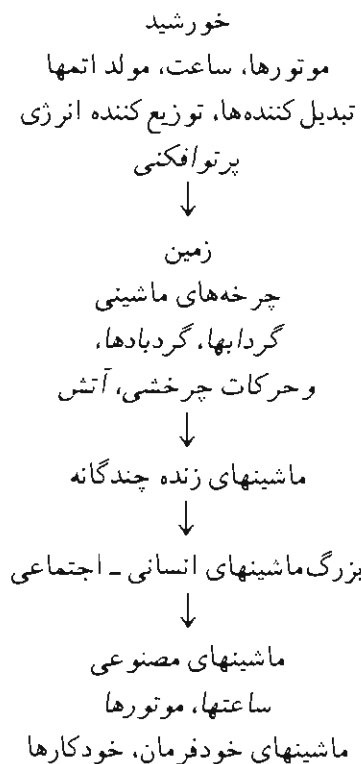 خورشید
موتورها، ساعت، مولد اتمها
تبدیل‌کننده‌ها، توزیع کننده انرژی
پرتوافکنی
↓
زمین
چرخه‌های ماشینی
گردابها، گردبادها،
وحرکات چرخشی، آتش
↓
ماشینهای زنده چندگانه
↓
بزرگ‌ماشینهای انسانی ـ اجتماعی
↓
ماشینهای مصنوعی
ساعتها، موتورها
ماشینهای خودفرمان، خودکارها